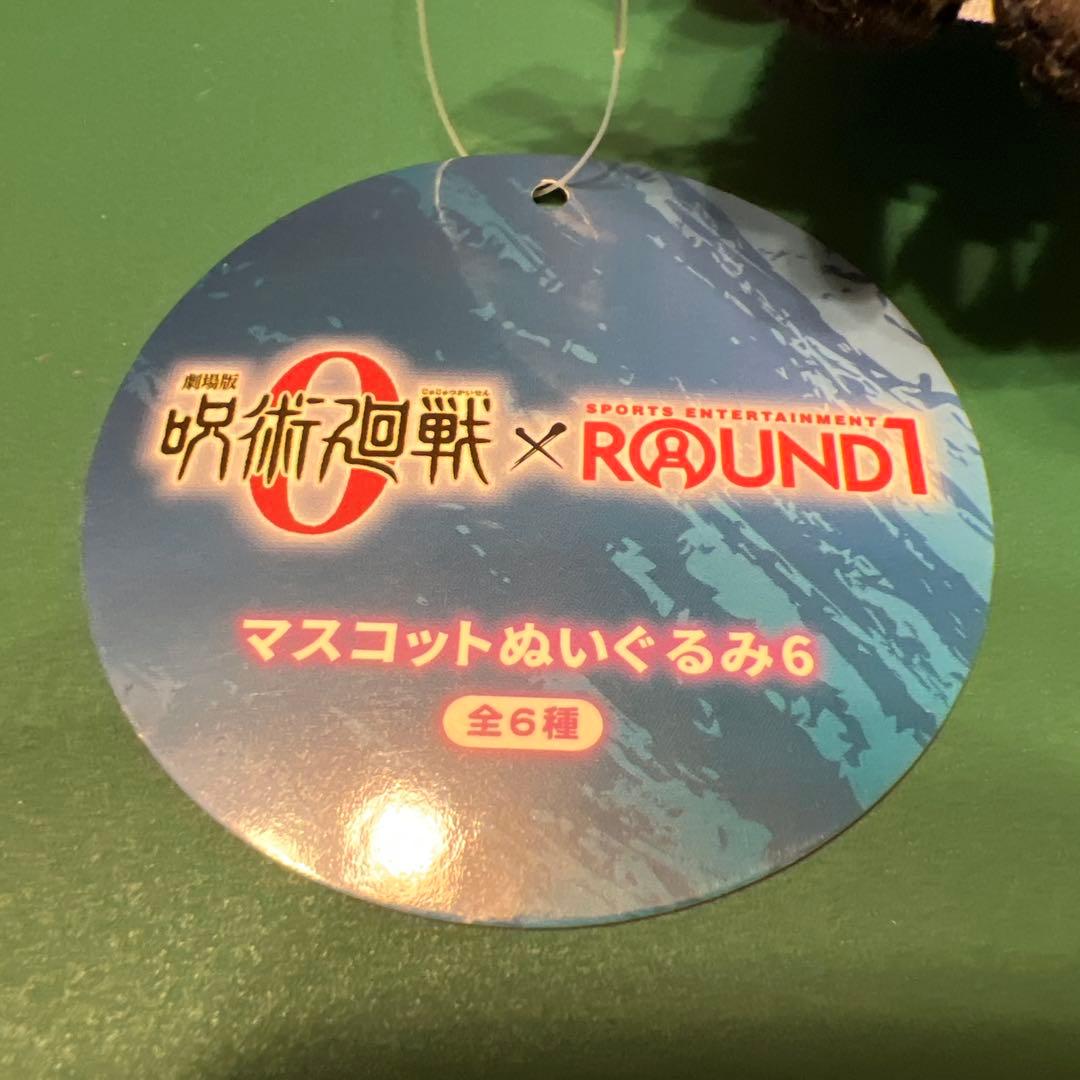 劇場版
じゅじゅつかいせん
呪術廻戦 0
×
SPORTS ENTERTAINMENT
ROUND1
マスコットぬいぐるみ6
全6種